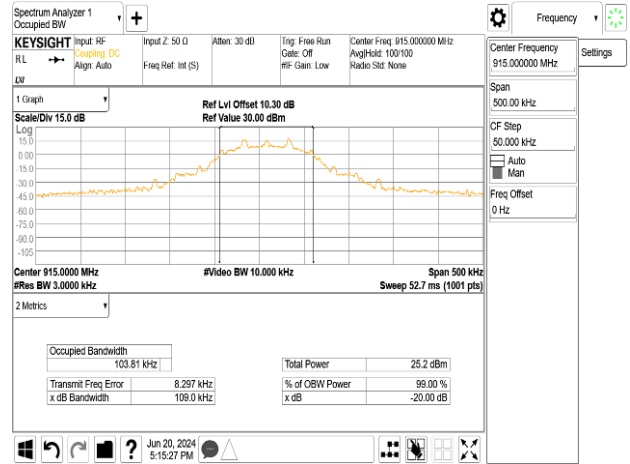 Spectrum Analyzer 1
Occupied BW
Frequency
KEYSIGHT
R L
LXI
Input: RF
Coupling: DC
Align: Auto
Input Z: 50 Ω
Freq Ref: Int (S)
Atten: 30 dB
Trig: Free Run
Gate: Off
#IF Gain: Low
Center Freq: 915.000000 MHz
Avg|Hold: 100/100
Radio Std: None
Center Frequency
915.000000 MHz
Settings
Span
500.00 kHz
CF Step
50.000 kHz
Auto
Man
Freq Offset
0 Hz
1 Graph
Scale/Div 15.0 dB
Ref Lvl Offset 10.30 dB
Ref Value 30.00 dBm
Log
15.0
0.00
-15.0
-30.0
-45.0
-60.0
-75.0
-90.0
-105
Center 915.0000 MHz
#Res BW 3.0000 kHz
#Video BW 10.000 kHz
Span 500 kHz
Sweep 52.7 ms (1001 pts)
2 Metrics
Occupied Bandwidth
103.81 kHz
Total Power 25.2 dBm
Transmit Freq Error 8.297 kHz
% of OBW Power 99.00 %
x dB Bandwidth 109.0 kHz
x dB -20.00 dB
?
Jun 20, 2024
5:15:27 PM